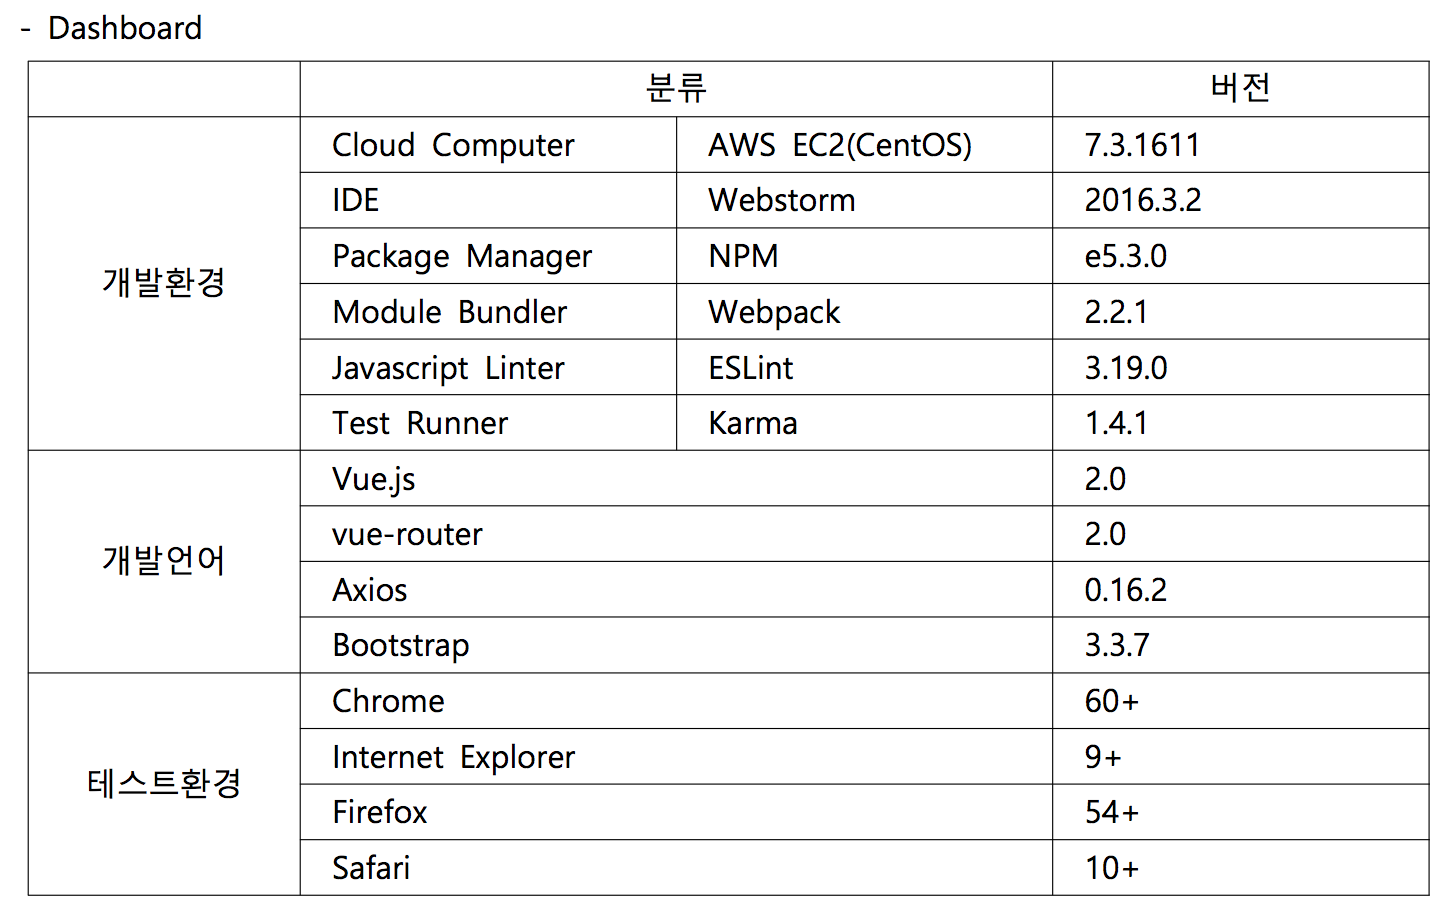 - Dashboard
분류 버전
개발환경
Cloud Computer AWS EC2(CentOS) 7.3.1611
IDE Webstorm 2016.3.2
Package Manager NPM e5.3.0
Module Bundler Webpack 2.2.1
Javascript Linter ESLint 3.19.0
Test Runner Karma 1.4.1
개발언어
Vue.js 2.0
vue-router 2.0
Axios 0.16.2
Bootstrap 3.3.7
테스트환경
Chrome 60+
Internet Explorer 9+
Firefox 54+
Safari 10+